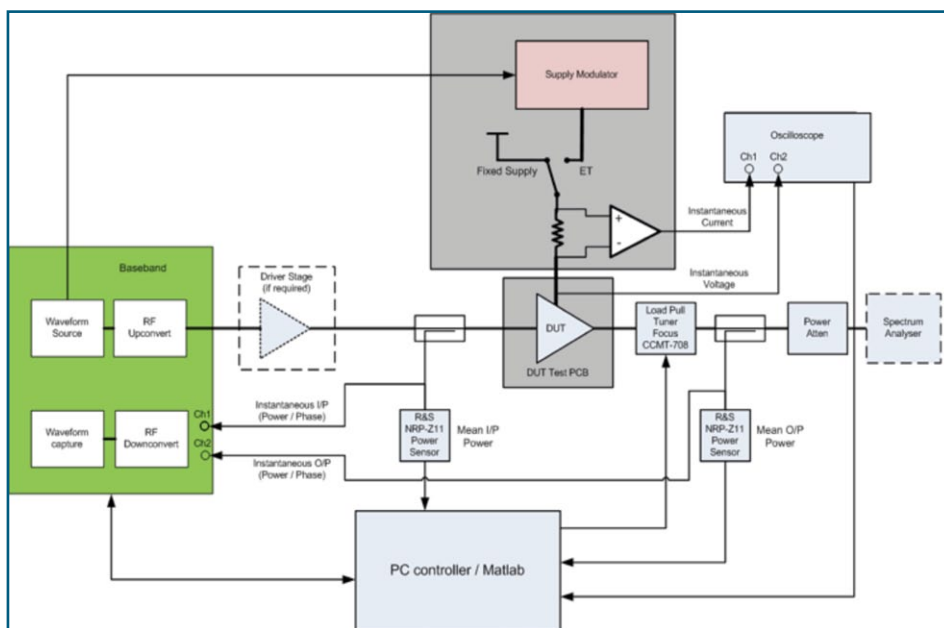 Supply Modulator
Oscilloscope
Ch1 Ch2
Fixed Supply
ET
+
-
Instantaneous
Current
Instantaneous
Voltage
Baseband
Driver Stage
(if required)
Waveform
Source
RF
Upconvert
DUT
DUT Test PCB
Load Pull
Tuner
Focus
CCMT-708
Power
Atten
Spectrum
Analyser
Waveform
capture
RF
Downconvert
Ch1
Ch2
Instantaneous I/P
(Power / Phase)
Instantaneous O/P
(Power / Phase)
R&S
NRP-Z11
Power
Sensor
Mean I/P
Power
R&S
NRP-Z11
Power
Sensor
Mean O/P
Power
PC controller / Matlab